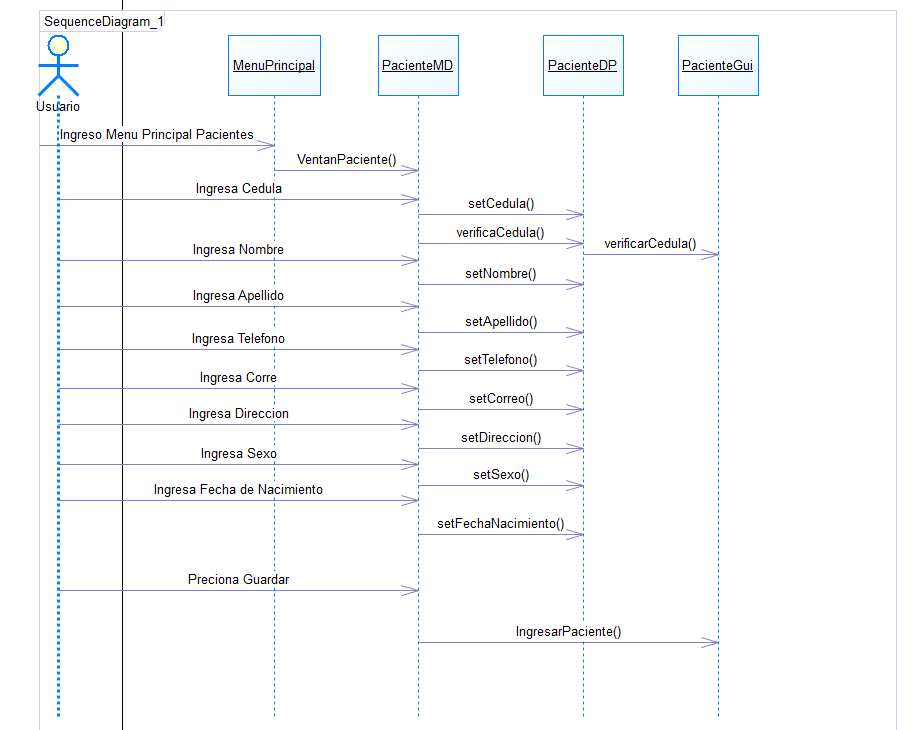 SequenceDiagram_1
MenuPrincipal
PacienteMD
PacienteDP
PacienteGui
Usuario
Ingreso Menu Principal Pacientes
VentanPaciente()
Ingresa Cedula
setCedula()
verificaCedula()
verificarCedula()
Ingresa Nombre
setNombre()
Ingresa Apellido
setApellido()
Ingresa Telefono
setTelefono()
Ingresa Corre
setCorreo()
Ingresa Direccion
setDireccion()
Ingresa Sexo
setSexo()
Ingresa Fecha de Nacimiento
setFechaNacimiento()
Preciona Guardar
IngresarPaciente()